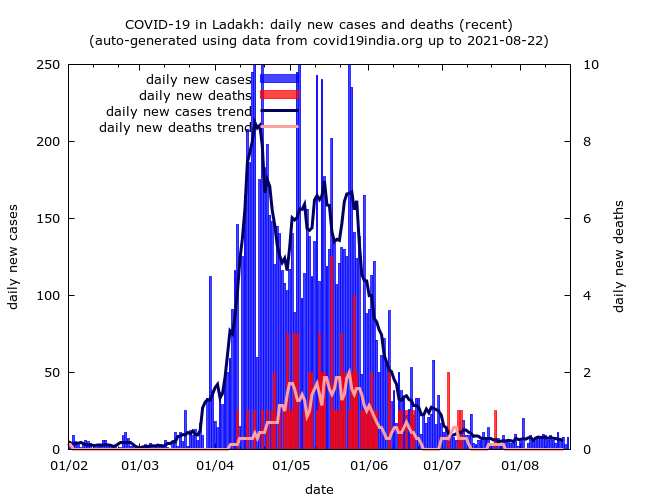 COVID-19 in Ladakh: daily new cases and deaths (recent)
(auto-generated using data from covid19india.org up to 2021-08-22)
250
200
150
100
50
0
10
8
6
4
2
0
daily new cases
daily new deaths
daily new cases trend
daily new deaths trend
daily new cases
daily new deaths
01/02
01/03
01/04
01/05
01/06
01/07
01/08
date